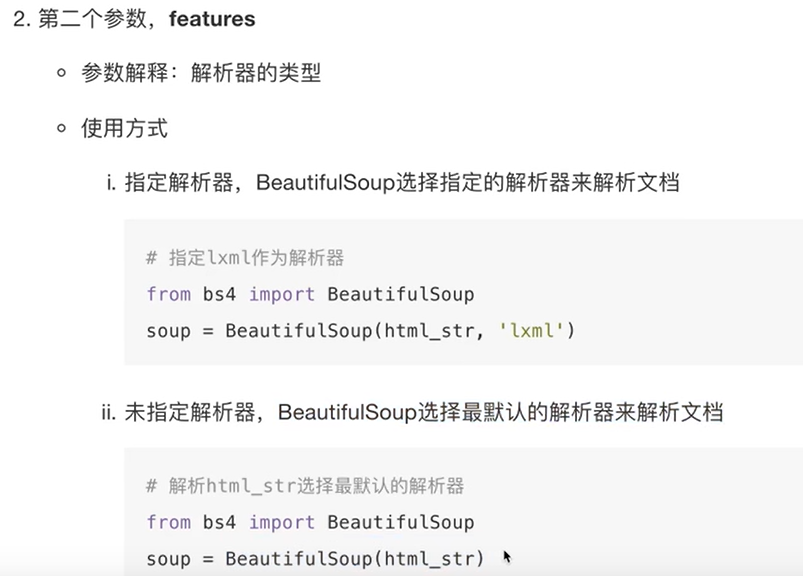 2. 第二个参数，features
参数解释：解析器的类型
使用方式
i. 指定解析器，BeautifulSoup选择指定的解析器来解析文档
# 指定lxml作为解析器
from bs4 import BeautifulSoup
soup = BeautifulSoup(html_str, 'lxml')
ii. 未指定解析器，BeautifulSoup选择最默认的解析器来解析文档
# 解析html_str选择最默认的解析器
from bs4 import BeautifulSoup
soup = BeautifulSoup(html_str)